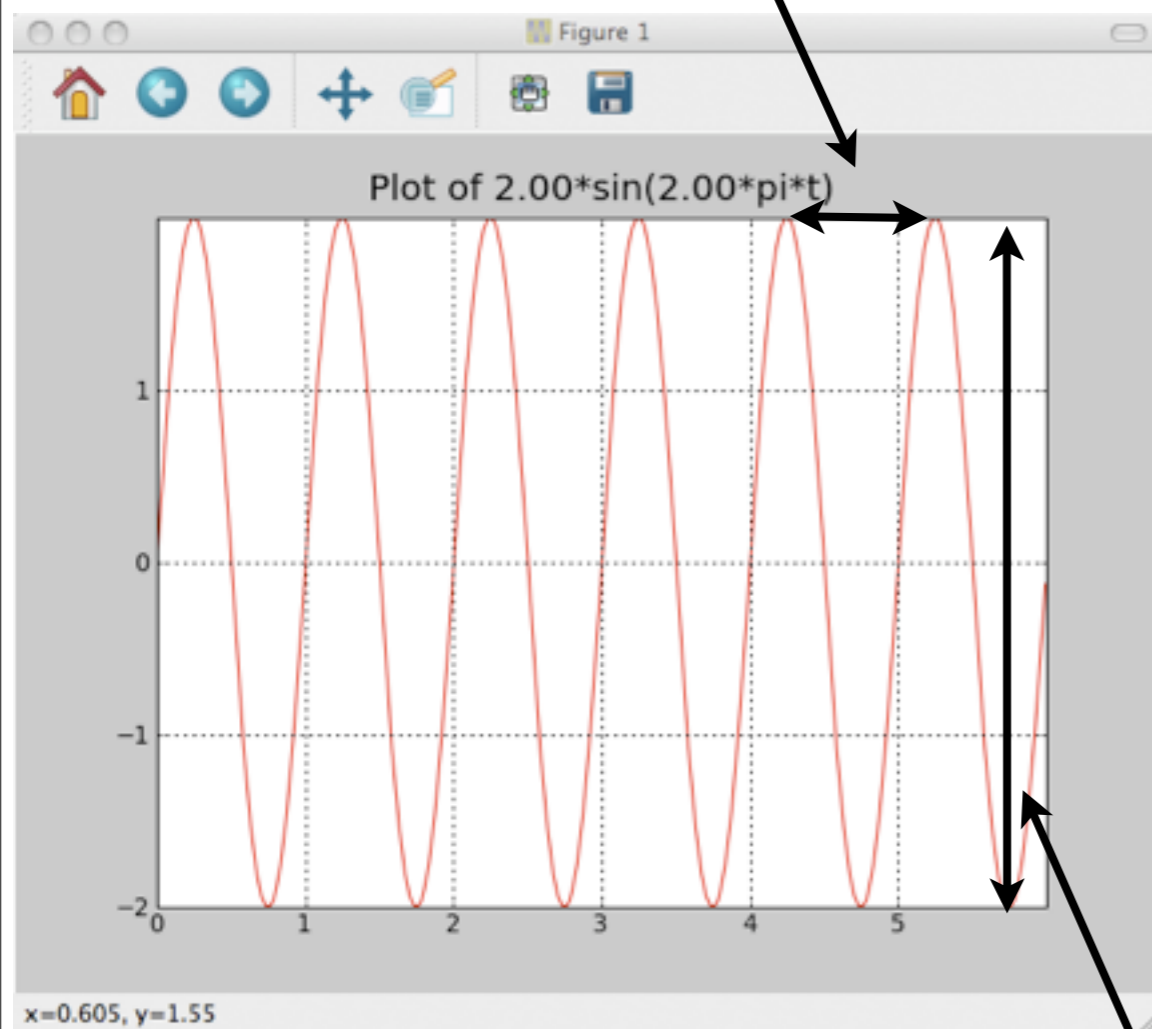 Figure 1
Plot of 2.00*sin(2.00*pi*t)
1
0
−1
−2
0 1 2 3 4 5
x=0.605, y=1.55